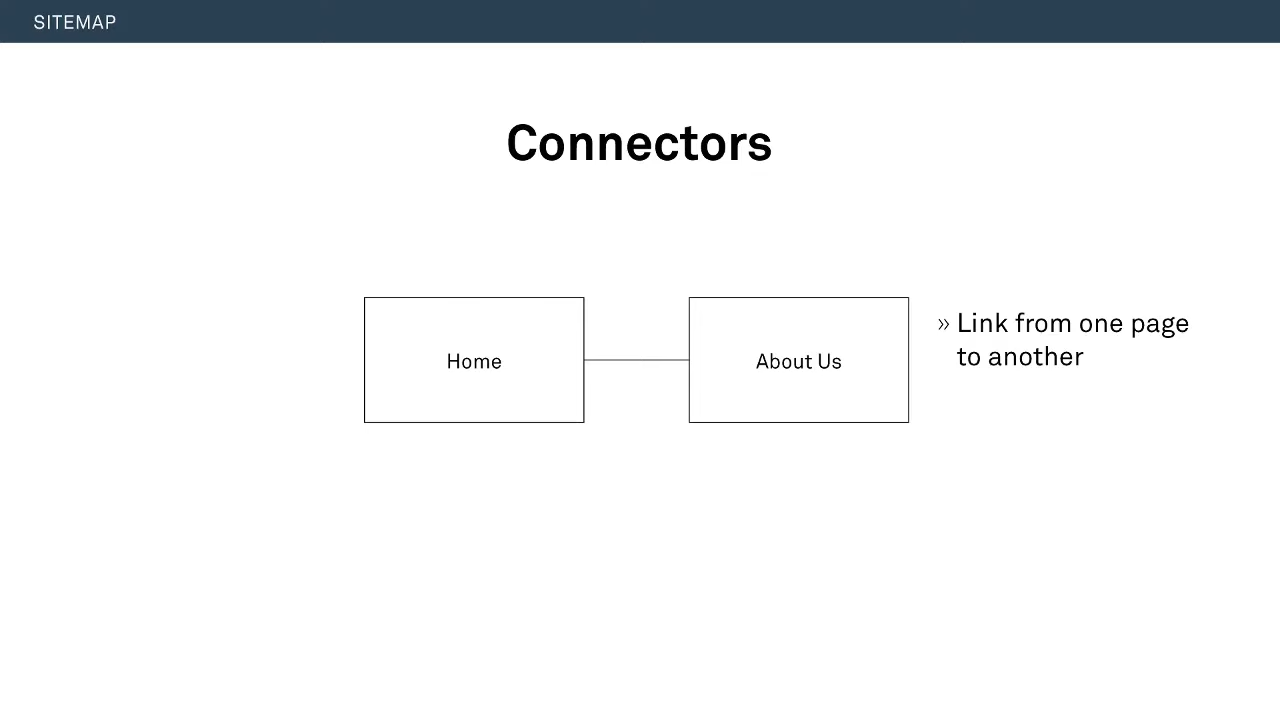 SITEMAP
Connectors
Home
About Us
» Link from one page
to another